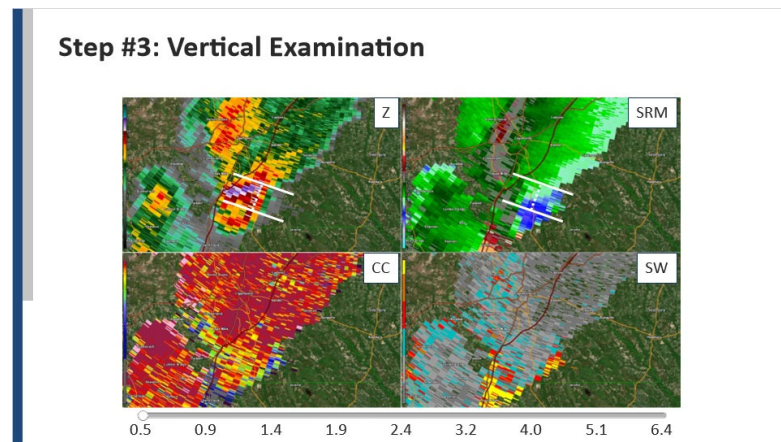 Step #3: Vertical Examination
Z
SRM
CC
SW
0.5 0.9 1.4 1.9 2.4 3.2 4.0 5.1 6.4